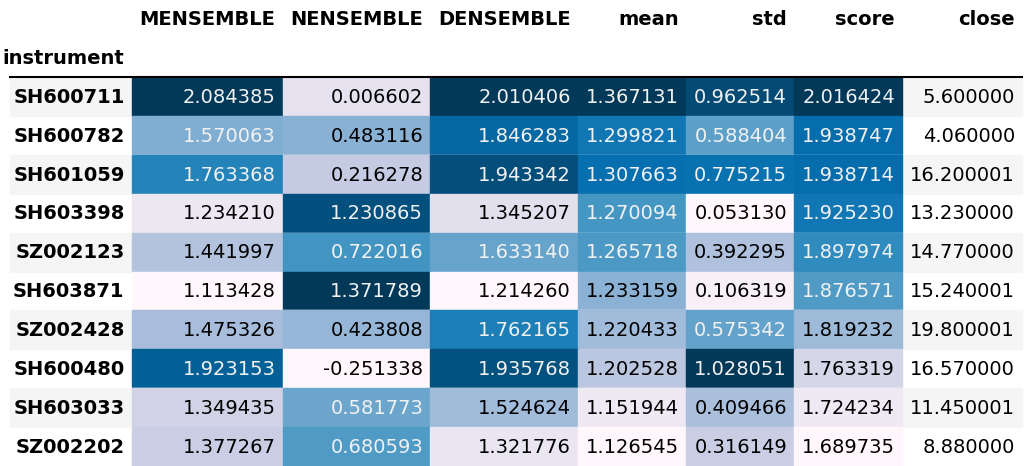 MENSEMBLE NENSEMBLE DENSEMBLE mean std score close
instrument
SH600711 2.084385 0.006602 2.010406 1.367131 0.962514 2.016424 5.600000
SH600782 1.570063 0.483116 1.846283 1.299821 0.588404 1.938747 4.060000
SH601059 1.763368 0.216278 1.943342 1.307663 0.775215 1.938714 16.200001
SH603398 1.234210 1.230865 1.345207 1.270094 0.053130 1.925230 13.230000
SZ002123 1.441997 0.722016 1.633140 1.265718 0.392295 1.897974 14.770000
SH603871 1.113428 1.371789 1.214260 1.233159 0.106319 1.876571 15.240001
SZ002428 1.475326 0.423808 1.762165 1.220433 0.575342 1.819232 19.800001
SH600480 1.923153 -0.251338 1.935768 1.202528 1.028051 1.763319 16.570000
SH603033 1.349435 0.581773 1.524624 1.151944 0.409466 1.724234 11.450001
SZ002202 1.377267 0.680593 1.321776 1.126545 0.316149 1.689735 8.880000